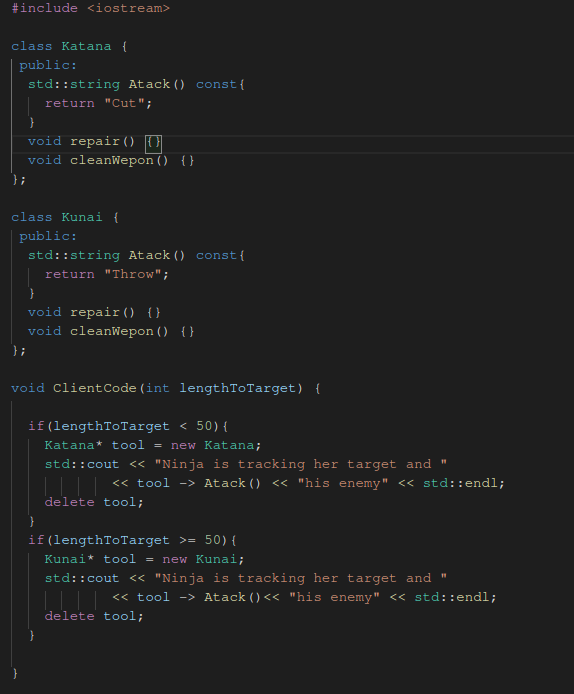 #include <iostream>
class Katana {
public:
std::string Atack() const{
return "Cut";
}
void repair() {}
void cleanWepon() {}
};
class Kunai {
public:
std::string Atack() const{
return "Throw";
}
void repair() {}
void cleanWepon() {}
};
void ClientCode(int lengthToTarget) {
if(lengthToTarget < 50){
Katana* tool = new Katana;
std::cout << "Ninja is tracking her target and "
<< tool -> Atack() << "his enemy" << std::endl;
delete tool;
}
if(lengthToTarget >= 50){
Kunai* tool = new Kunai;
std::cout << "Ninja is tracking her target and "
<< tool -> Atack()<< "his enemy" << std::endl;
delete tool;
}
}